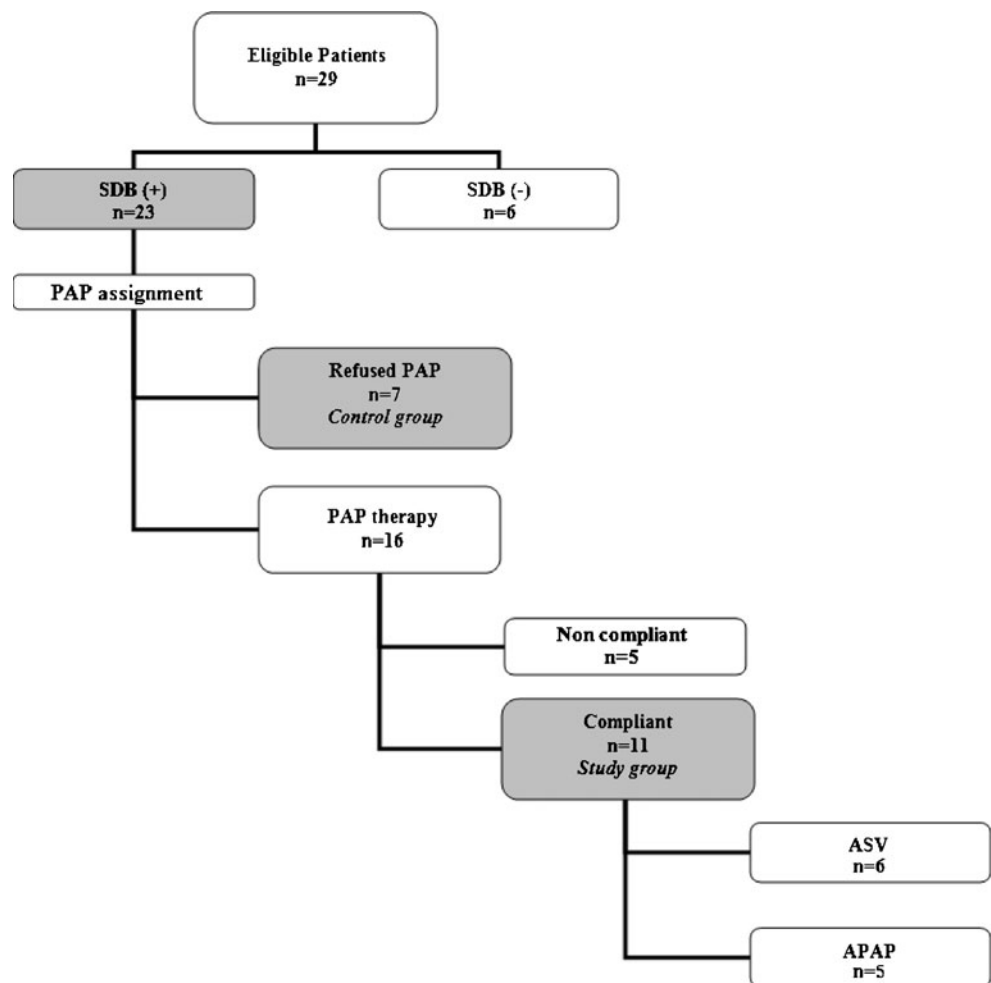 Eligible Patients
n=29
SDB (+)
n=23
SDB (-)
n=6
PAP assignment
Refused PAP
n=7
Control group
PAP therapy
n=16
Non compliant
n=5
Compliant
n=11
Study group
ASV
n=6
APAP
n=5